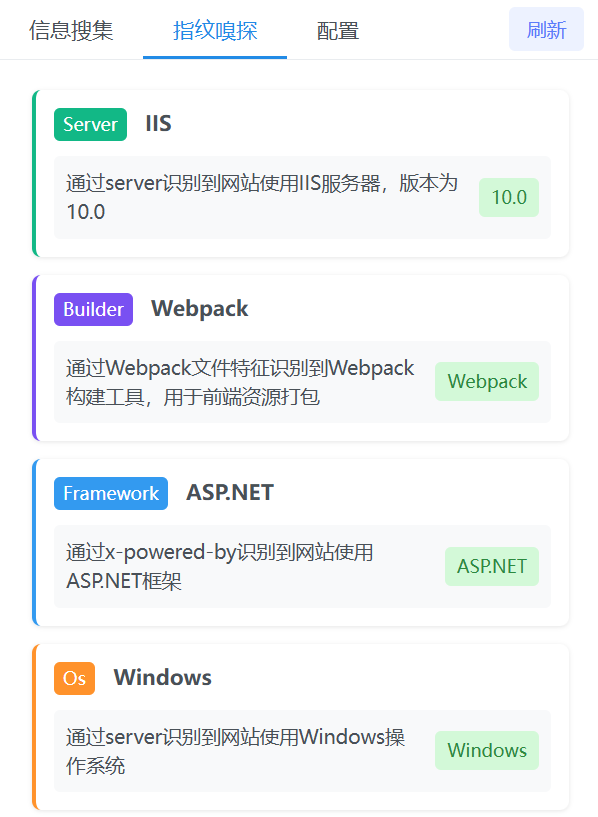 信息搜集 指纹嗅探 配置 刷新
Server IIS
通过server识别到网站使用IIS服务器，版本为
10.0
10.0
Builder Webpack
通过Webpack文件特征识别到Webpack
构建工具，用于前端资源打包
Webpack
Framework ASP.NET
通过x-powered-by识别到网站使用
ASP.NET框架
ASP.NET
Os Windows
通过server识别到网站使用Windows操
作系统
Windows